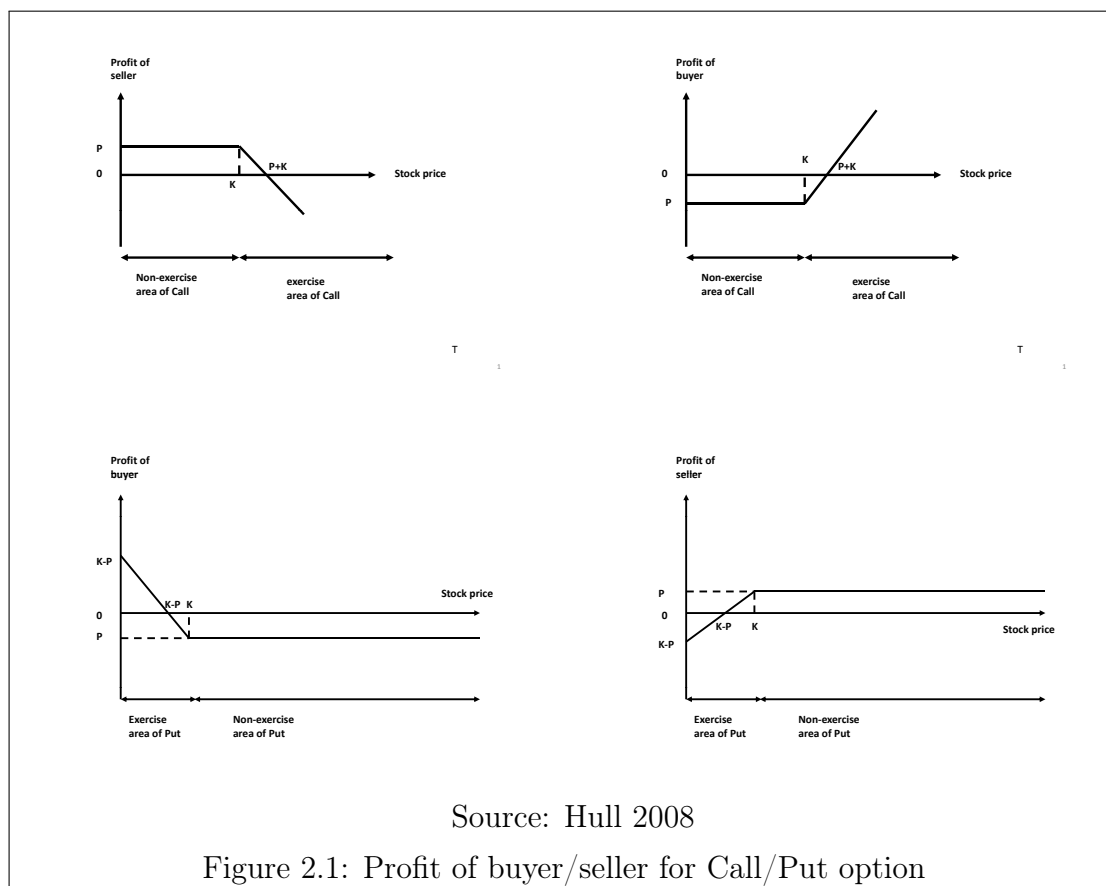 Profit of
seller
P
0
K
P+K
Stock price
Non-exercise
area of Call
exercise
area of Call
T
1
Profit of
buyer
K
0
P+K
Stock price
P
Non-exercise
area of Call
exercise
area of Call
T
1
Profit of
buyer
K-P
K-P
K
Stock price
0
P
Exercise
area of Put
Non-exercise
area of Put
Profit of
seller
P
0
K-P
K
Stock price
K-P
Exercise
area of Put
Non-exercise
area of Put
Source: Hull 2008
Figure 2.1: Profit of buyer/seller for Call/Put option